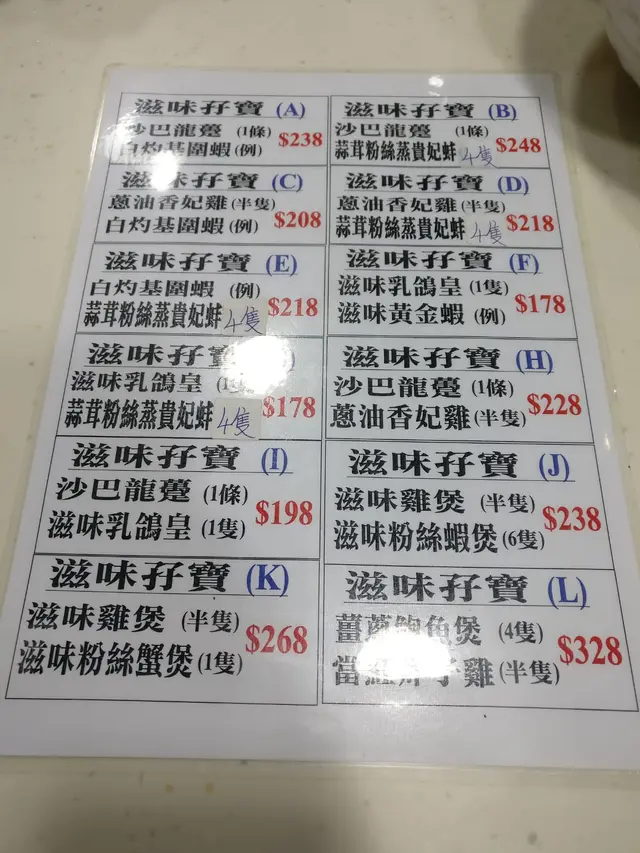 滋味孖寶 (A)
沙巴龍躉 (1條)
白灼基圍蝦 (例)
$238
滋味孖寶 (B)
沙巴龍躉 (1條)
蒜茸粉絲蒸貴妃蚌 4隻
$248
滋味孖寶 (C)
蔥油香妃雞 (半隻)
白灼基圍蝦 (例)
$208
滋味孖寶 (D)
蔥油香妃雞 (半隻)
蒜茸粉絲蒸貴妃蚌 4隻
$218
滋味孖寶 (E)
白灼基圍蝦 (例)
蒜茸粉絲蒸貴妃蚌 4隻
$218
滋味孖寶 (F)
滋味乳鴿皇 (1隻)
滋味黃金蝦 (例)
$178
滋味孖寶
滋味乳鴿皇
蒜茸粉絲蒸貴妃蚌 4隻
$178
滋味孖寶 (H)
沙巴龍躉 (1條)
蔥油香妃雞 (半隻)
$228
滋味孖寶 (I)
沙巴龍躉 (1條)
滋味乳鴿皇 (1隻)
$198
滋味孖寶 (J)
滋味雞煲 (半隻)
滋味粉絲蝦煲 (6隻)
$238
滋味孖寶 (K)
滋味雞煲 (半隻)
滋味粉絲蟹煲 (1隻)
$268
滋味孖寶 (L)
薑蔥鮑魚煲 (4隻)
當紅子雞 (半隻)
$328